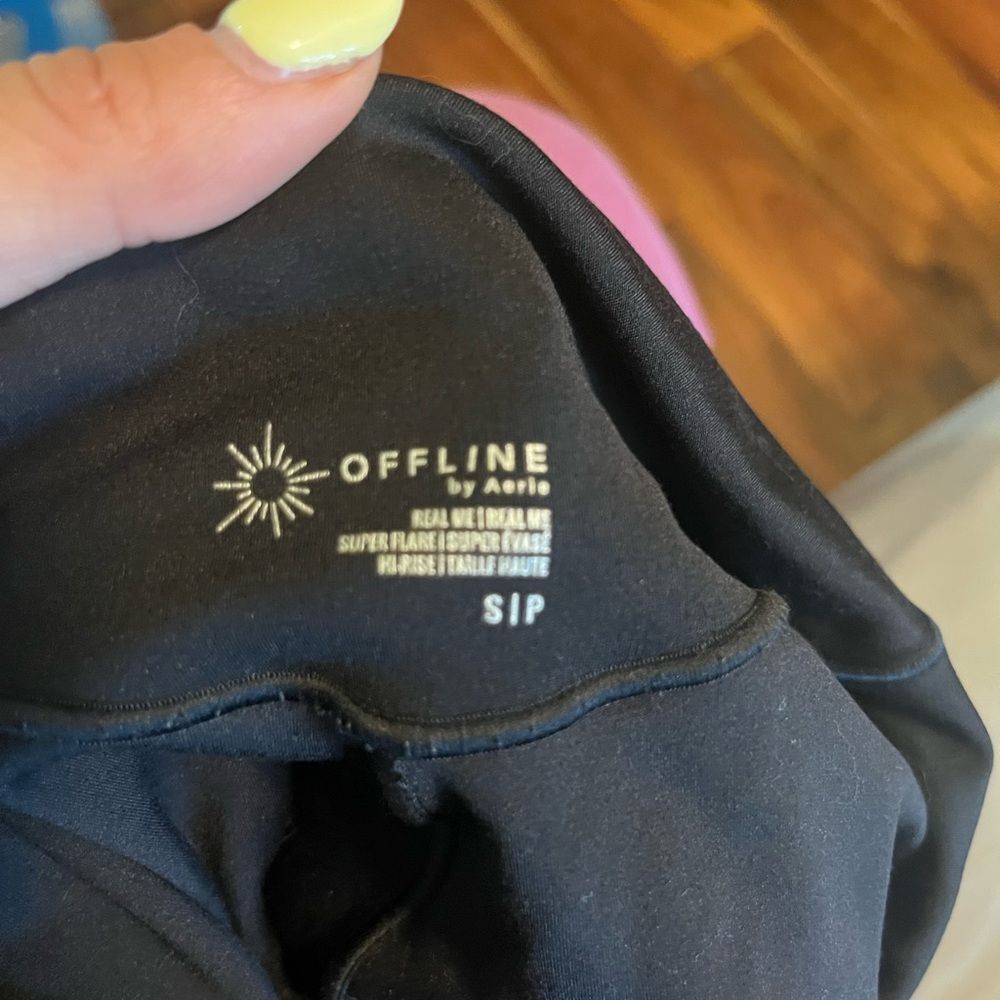 OFFLINE
by Aerie
REAL ME | REAL ME
SUPER FLARE | SUPER ÉVASÉ
HI-RISE | TAILLE HAUTE
S|P